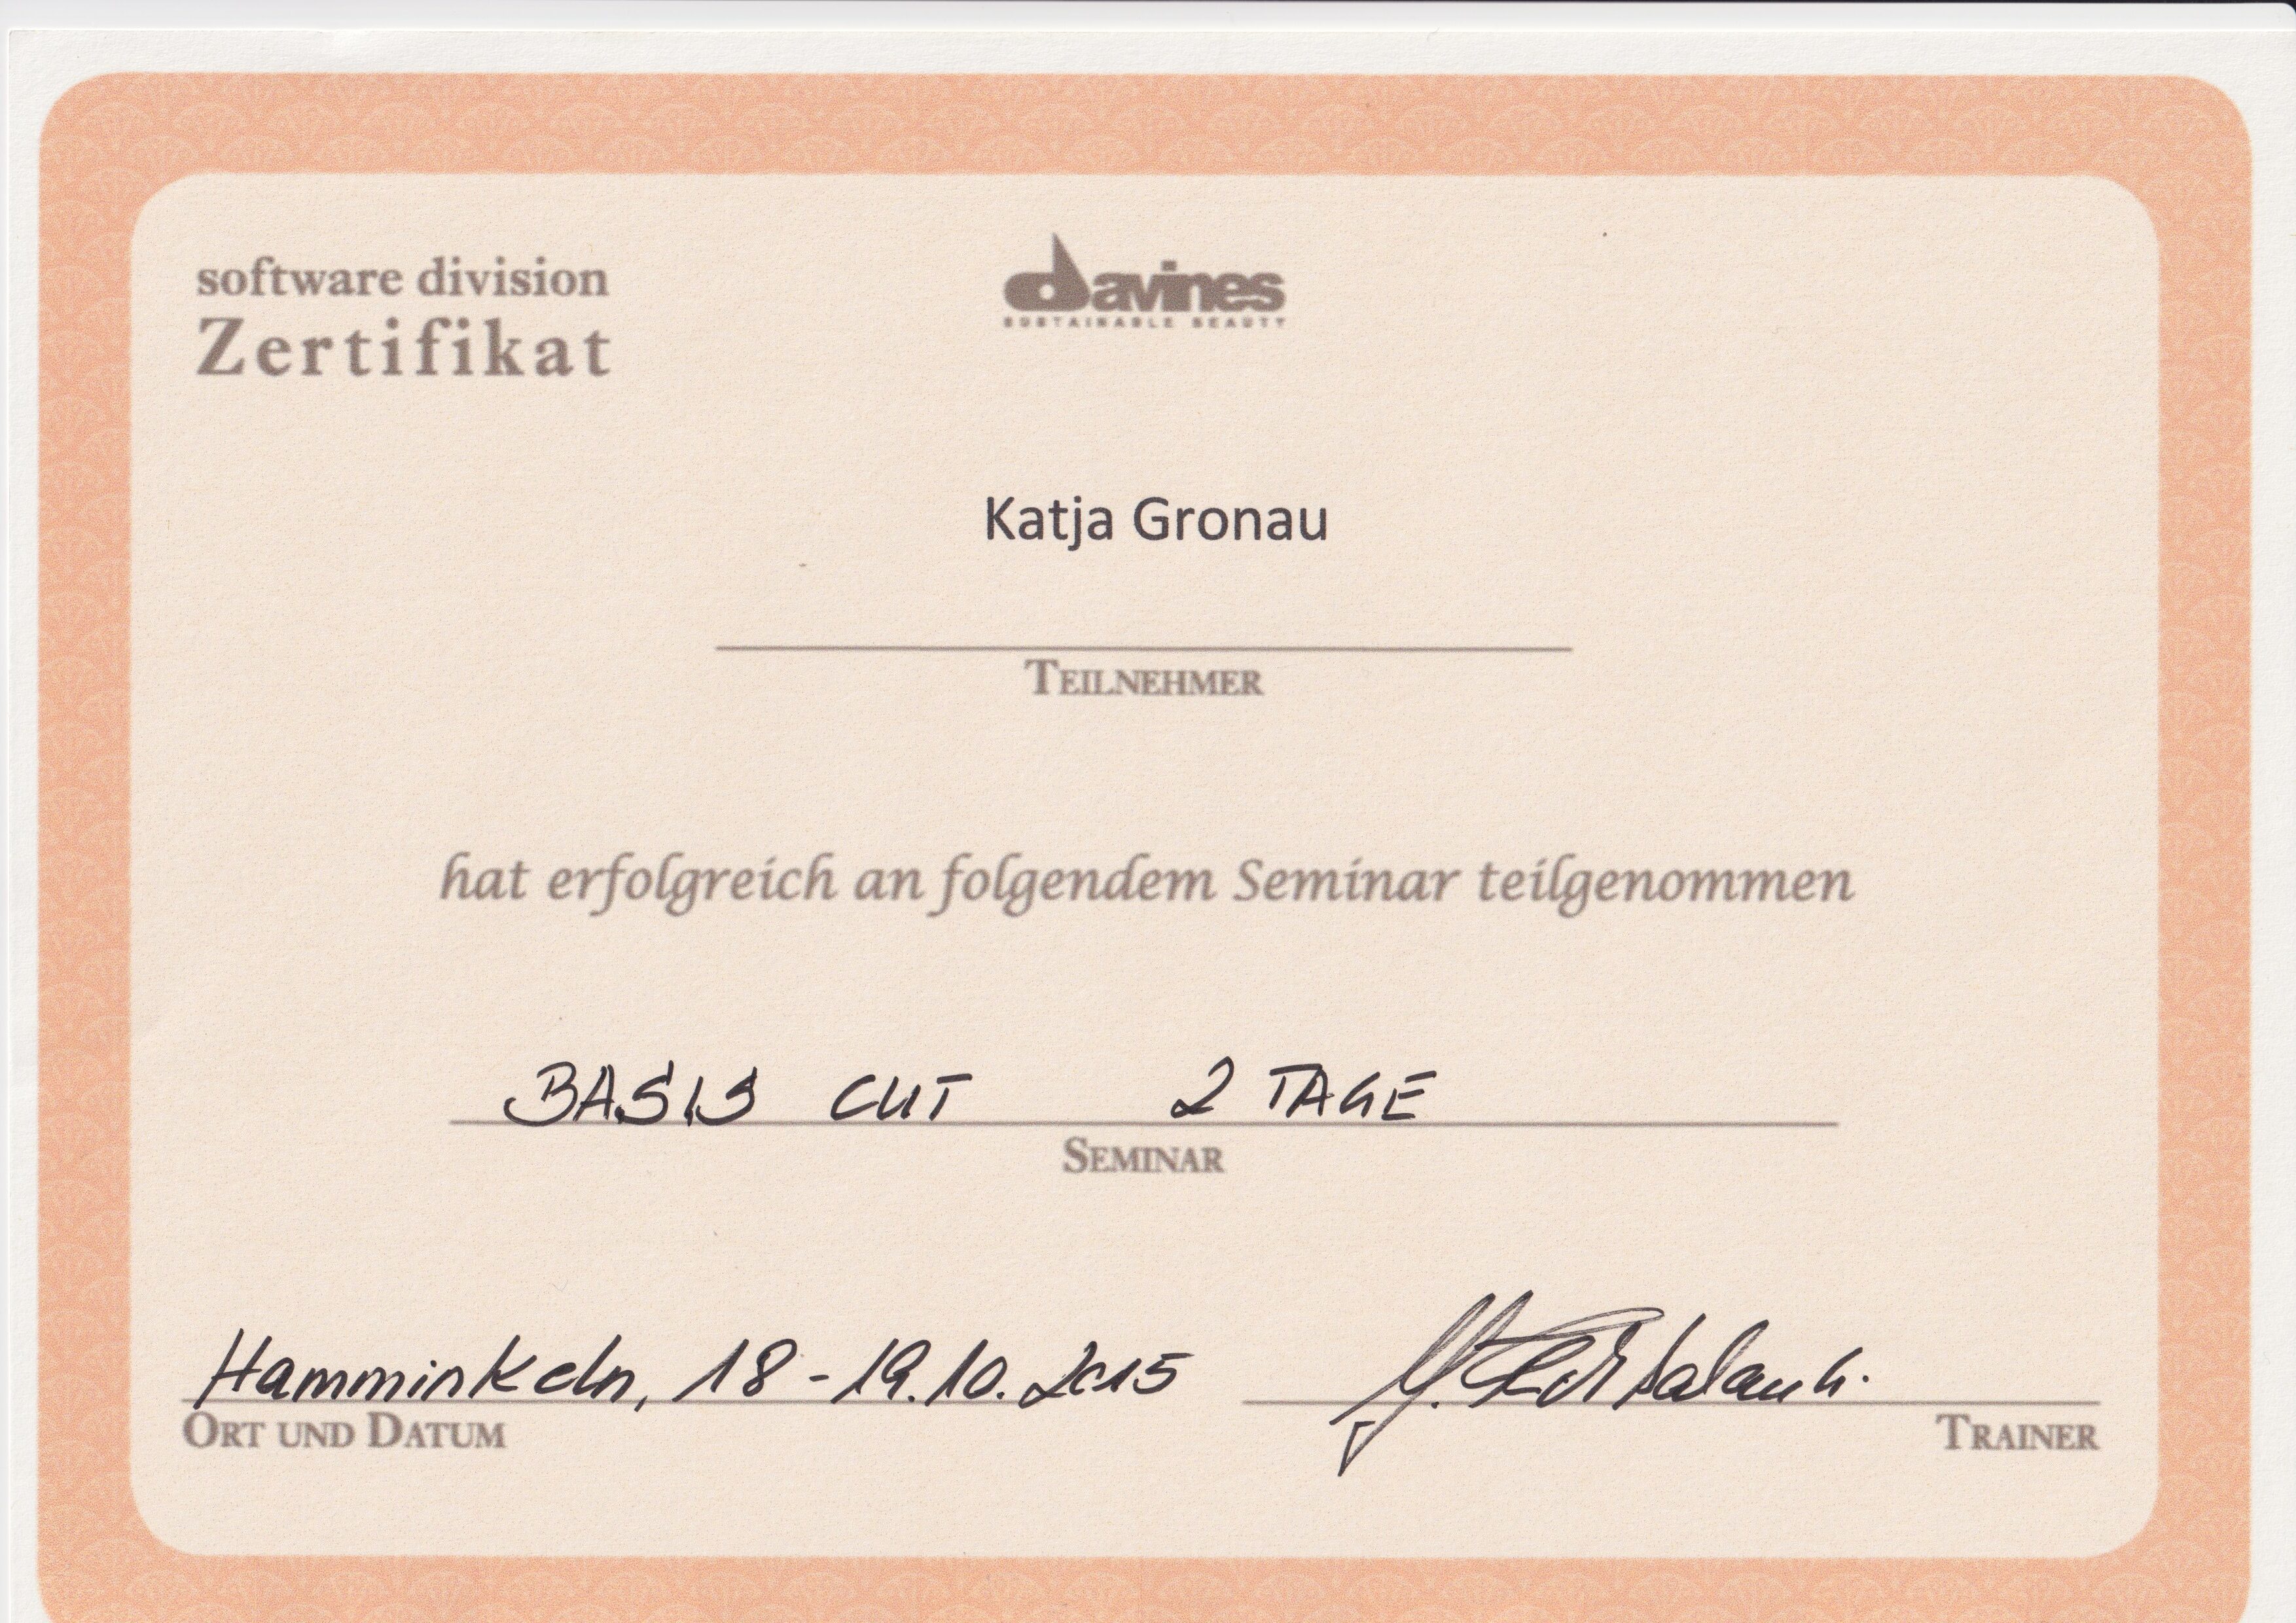 software division
Zertifikat
davines
SUSTAINABLE BEAUTY
Katja Gronau
TEILNEHMER
hat erfolgreich an folgendem Seminar teilgenommen
BASIS CUT 2 TAGE
SEMINAR
Hamminkeln, 18-19.10.2015
ORT UND DATUM
TRAINER